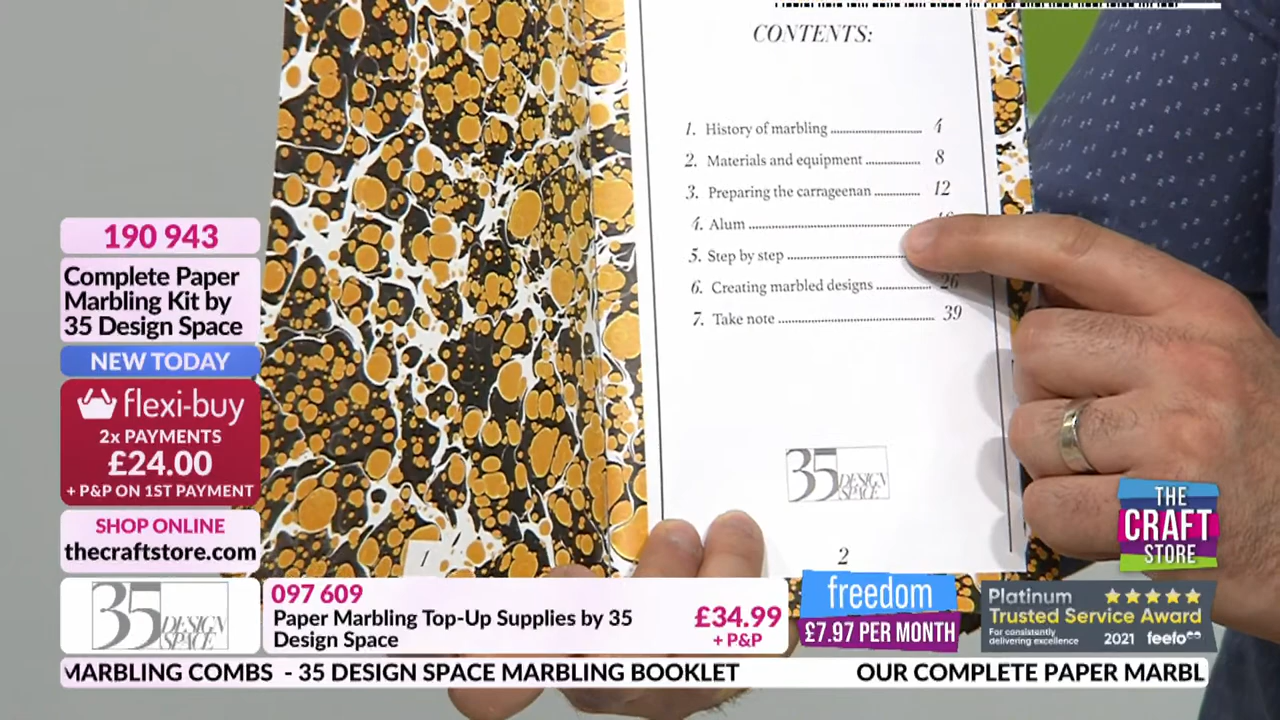 CONTENTS:
1. History of marbling ........................ 4
2. Materials and equipment .............. 8
3. Preparing the carrageenan ............ 12
4. Alum ............................................
5. Step by step ................................
6. Creating marbled designs .............. 26
7. Take note ....................................... 39
35 DESIGN SPACE
1
2
190 943
Complete Paper
Marbling Kit by
35 Design Space
NEW TODAY
flexi-buy
2x PAYMENTS
£24.00
+ P&P ON 1ST PAYMENT
SHOP ONLINE
thecraftstore.com
THE
CRAFT
STORE
35 DESIGN SPACE
097 609
Paper Marbling Top-Up Supplies by 35
Design Space
£34.99
+ P&P
freedom
£7.97 PER MONTH
Platinum
Trusted Service Award
For consistently
delivering excellence
2021 feefo
MARBLING COMBS - 35 DESIGN SPACE MARBLING BOOKLET OUR COMPLETE PAPER MARBL